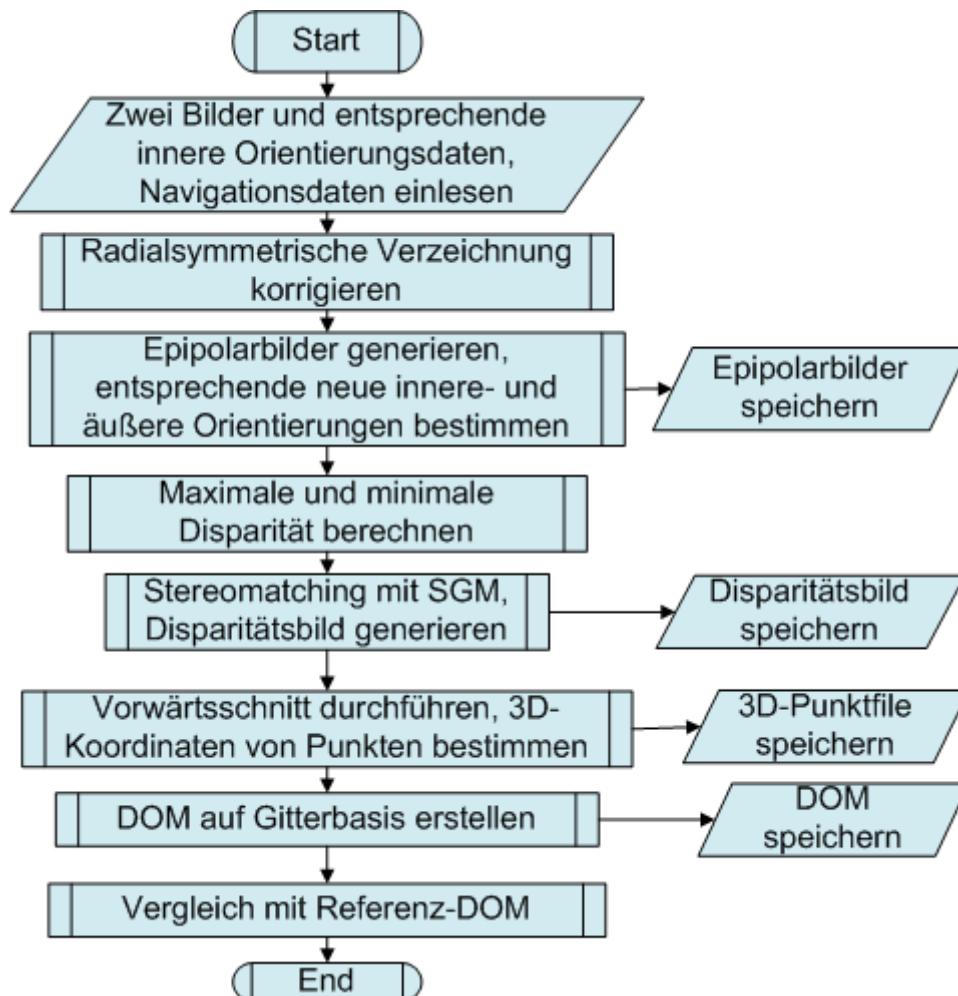 Start
Zwei Bilder und entsprechende
innere Orientierungsdaten,
Navigationsdaten einlesen
Radialsymmetrische Verzeichnung
korrigieren
Epipolarbilder generieren,
entsprechende neue innere- und
äußere Orientierungen bestimmen
Epipolarbilder
speichern
Maximale und minimale
Disparität berechnen
Stereomatching mit SGM,
Disparitätsbild generieren
Disparitätsbild
speichern
Vorwärtsschnitt durchführen, 3D-
Koordinaten von Punkten bestimmen
3D-Punktfile
speichern
DOM auf Gitterbasis erstellen
DOM
speichern
Vergleich mit Referenz-DOM
End